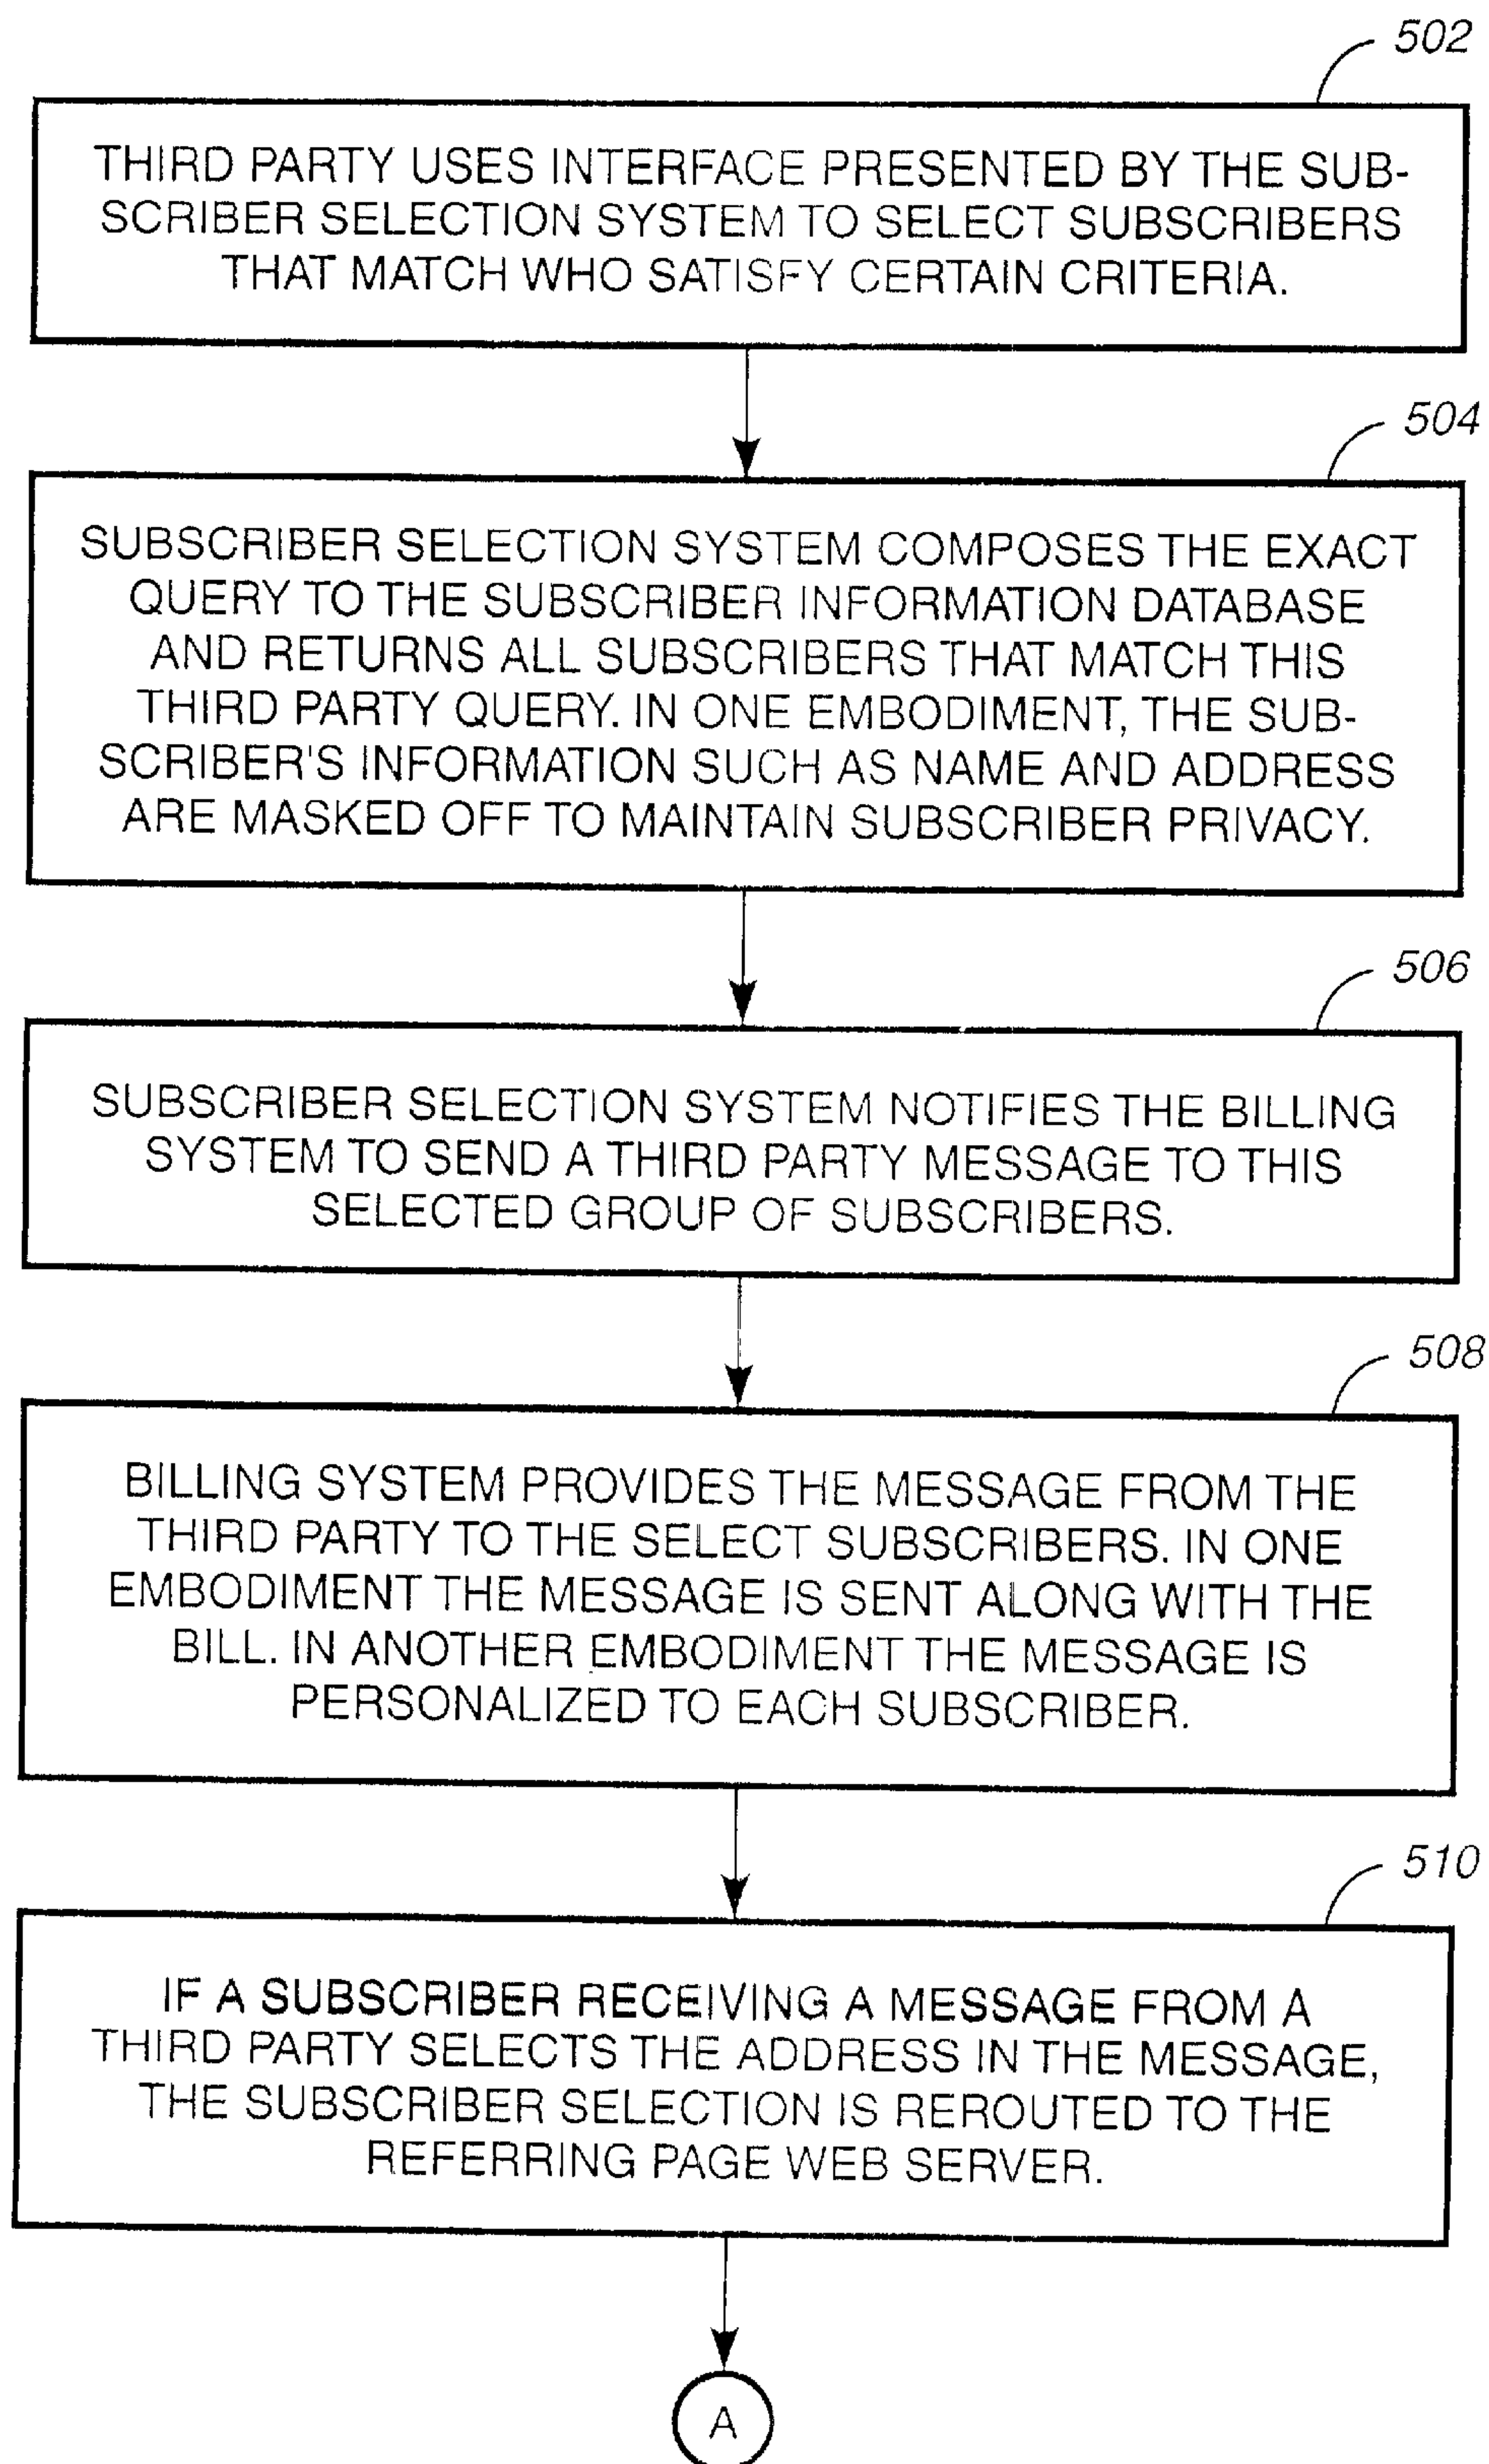 502
THIRD PARTY USES INTERFACE PRESENTED BY THE SUB-
SCRIBER SELECTION SYSTEM TO SELECT SUBSCRIBERS
THAT MATCH WHO SATISFY CERTAIN CRITERIA.
504
SUBSCRIBER SELECTION SYSTEM COMPOSES THE EXACT
QUERY TO THE SUBSCRIBER INFORMATION DATABASE
AND RETURNS ALL SUBSCRIBERS THAT MATCH THIS
THIRD PARTY QUERY. IN ONE EMBODIMENT, THE SUB-
SCRIBER'S INFORMATION SUCH AS NAME AND ADDRESS
ARE MASKED OFF TO MAINTAIN SUBSCRIBER PRIVACY.
506
SUBSCRIBER SELECTION SYSTEM NOTIFIES THE BILLING
SYSTEM TO SEND A THIRD PARTY MESSAGE TO THIS
SELECTED GROUP OF SUBSCRIBERS.
508
BILLING SYSTEM PROVIDES THE MESSAGE FROM THE
THIRD PARTY TO THE SELECT SUBSCRIBERS. IN ONE
EMBODIMENT THE MESSAGE IS SENT ALONG WITH THE
BILL. IN ANOTHER EMBODIMENT THE MESSAGE IS
PERSONALIZED TO EACH SUBSCRIBER.
510
IF A SUBSCRIBER RECEIVING A MESSAGE FROM A
THIRD PARTY SELECTS THE ADDRESS IN THE MESSAGE,
THE SUBSCRIBER SELECTION IS REROUTED TO THE
REFERRING PAGE WEB SERVER.
A